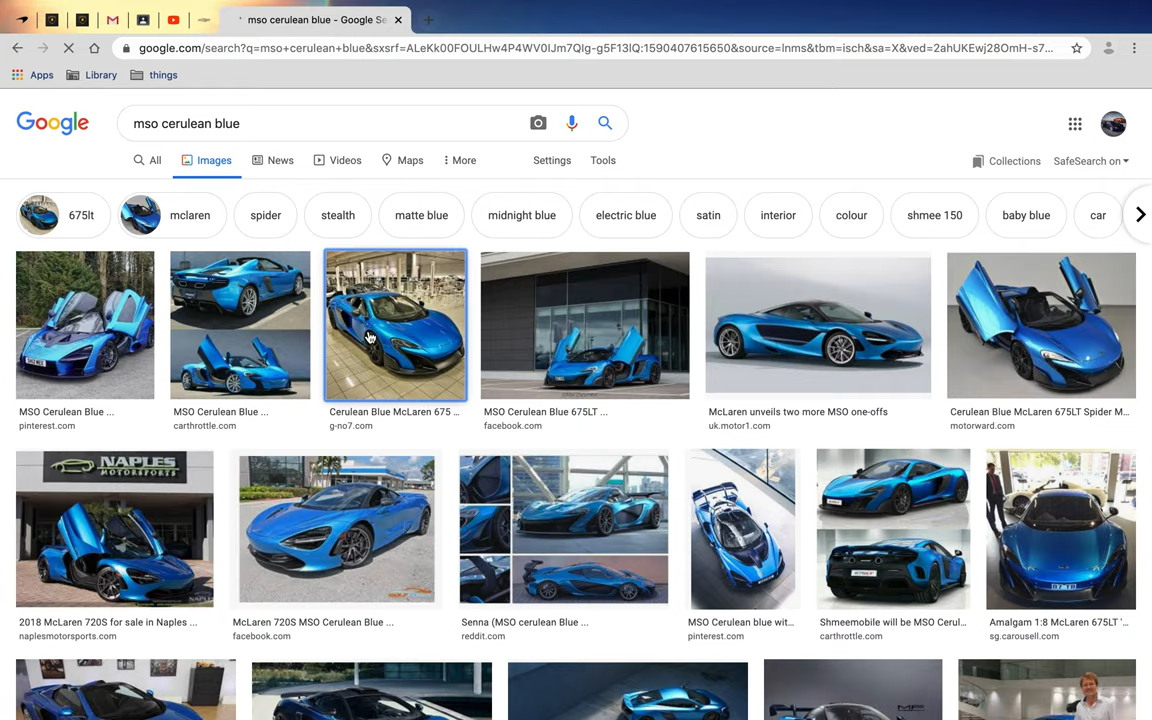 mso cerulean blue - Google Se
google.com/search?q=mso+cerulean+blue&sxsrf=ALeKk00FOULHw4P4WV0IJm7QIg-g5F13IQ:1590407615650&source=lnms&tbm=isch&sa=X&ved=2ahUKEwj28OmH-s7...
Apps Library things
Google mso cerulean blue
All Images News Videos Maps More Settings Tools Collections SafeSearch on
675lt mclaren spider stealth matte blue midnight blue electric blue satin interior colour shmee 150 baby blue car
MSO Cerulean Blue ... MSO Cerulean Blue ... Cerulean Blue McLaren 675 ... MSO Cerulean Blue 675LT ... McLaren unveils two more MSO one-offs Cerulean Blue McLaren 675LT Spider M...
pinterest.com carthrottle.com g-no7.com facebook.com uk.motor1.com motorward.com
NAPLES
MOTORSPORTS
2018 McLaren 720S for sale in Naples ... McLaren 720S MSO Cerulean Blue ... Senna (MSO cerulean Blue ... MSO Cerulean blue wit... Shmeemobile will be MSO Cerul... Amalgam 1:8 McLaren 675LT '...
naplesmotorsports.com facebook.com reddit.com pinterest.com carthrottle.com sg.carousell.com